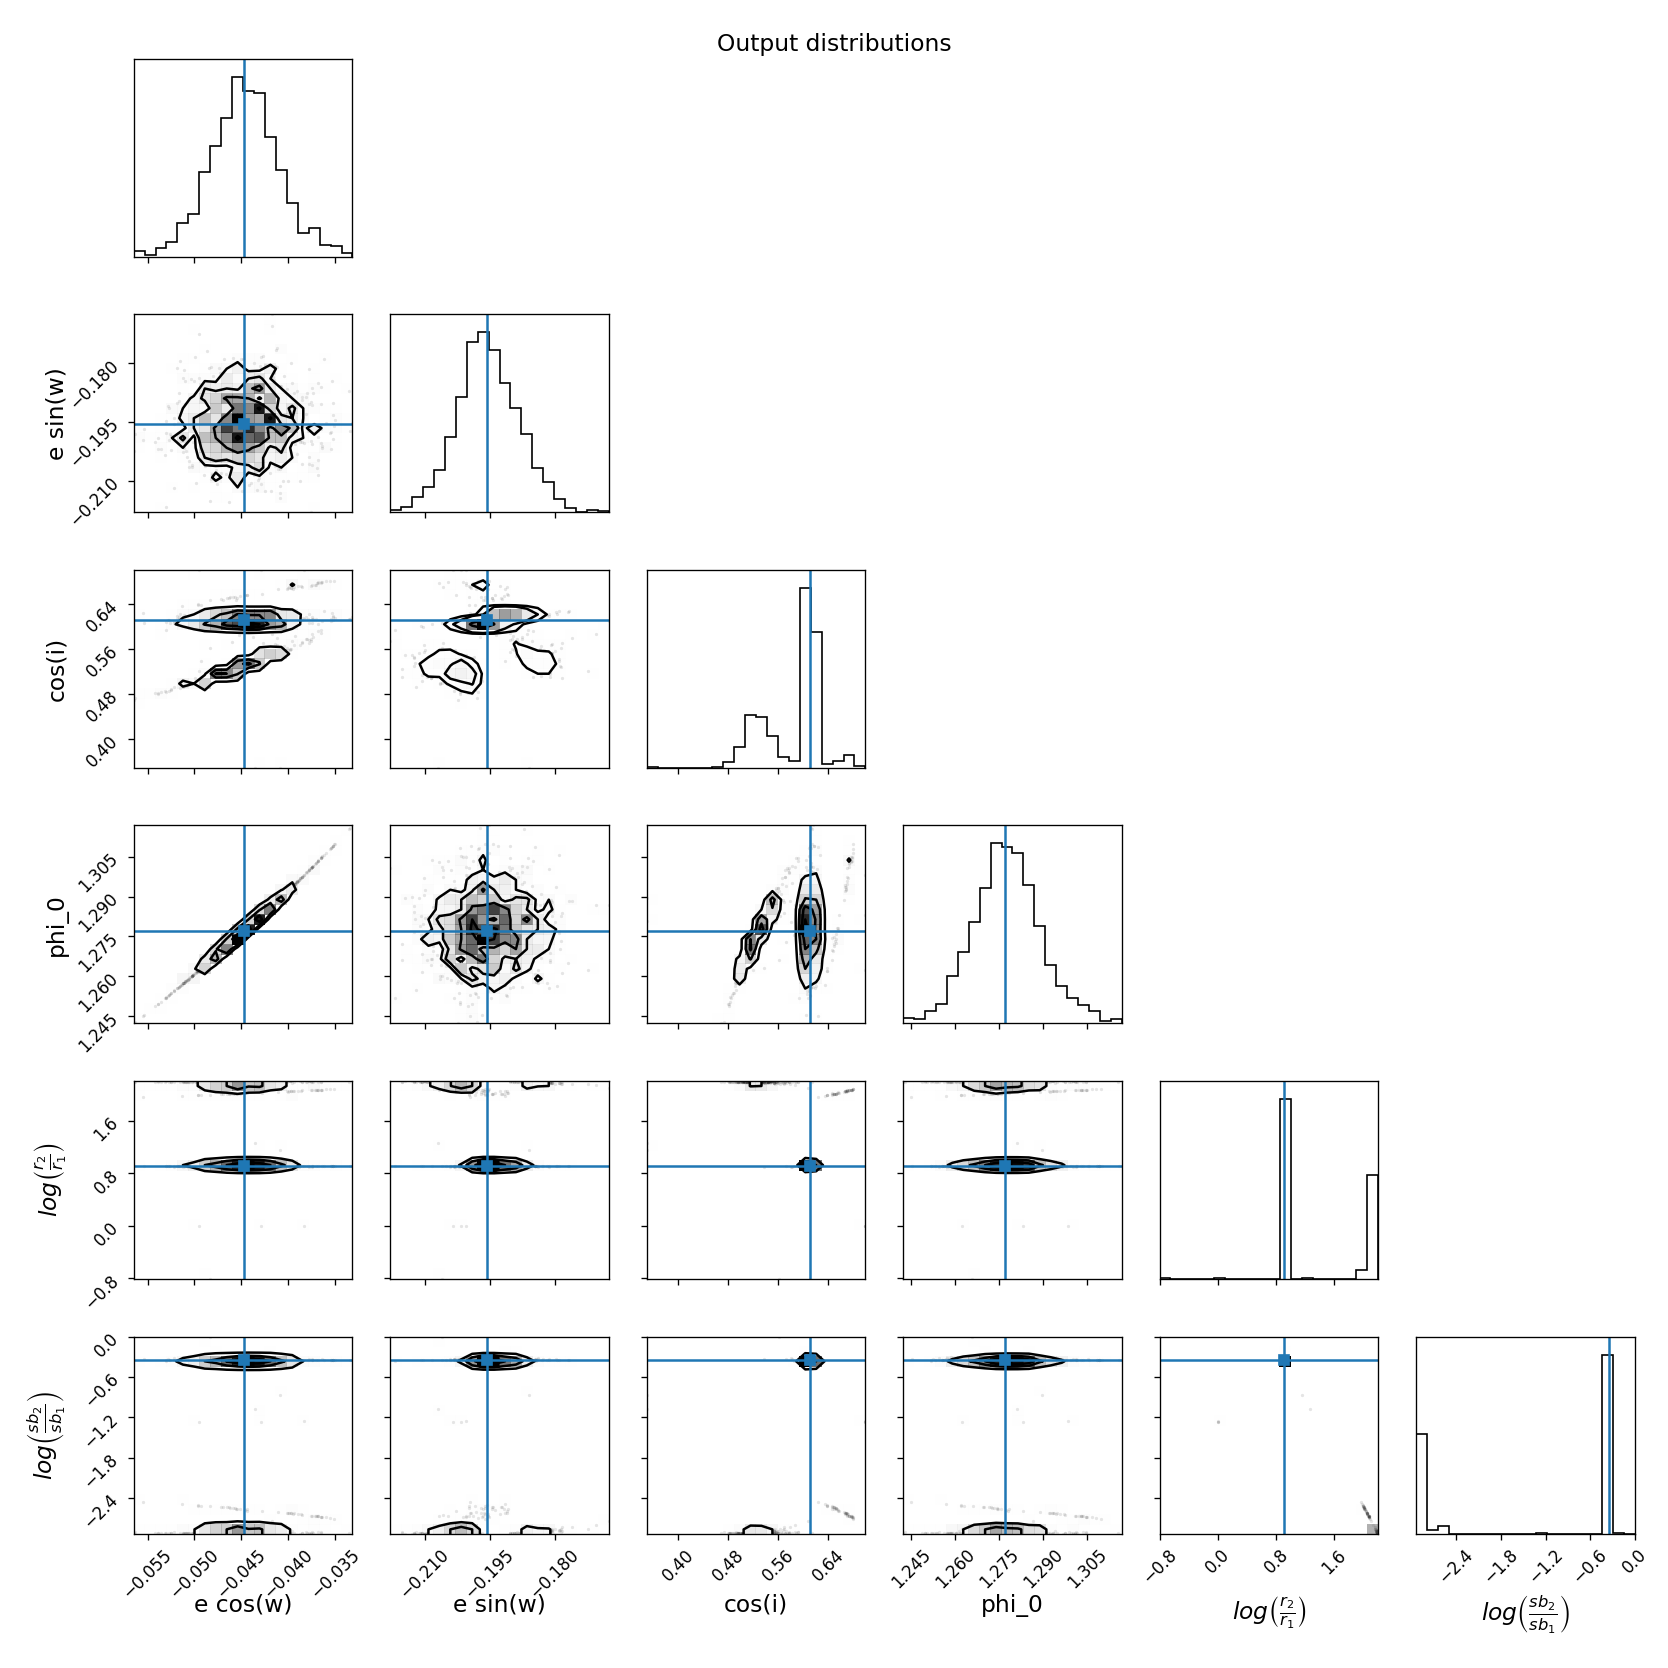 Output distributions
e sin(w)
−0.180
−0.195
−0.210
cos(i)
0.64
0.56
0.48
0.40
phi_0
1.305
1.290
1.275
1.260
1.245
log(r2/r1)
1.6
0.8
0.0
−0.8
log(sb2/sb1)
0.0
−0.6
−1.2
−1.8
−2.4
−0.055 −0.050 −0.045 −0.040 −0.035
e cos(w)
−0.210 −0.195 −0.180
e sin(w)
0.40 0.48 0.56 0.64
cos(i)
1.245 1.260 1.275 1.290 1.305
phi_0
−0.8 0.0 0.8 1.6
log(r2/r1)
−2.4 −1.8 −1.2 −0.6 0.0
log(sb2/sb1)